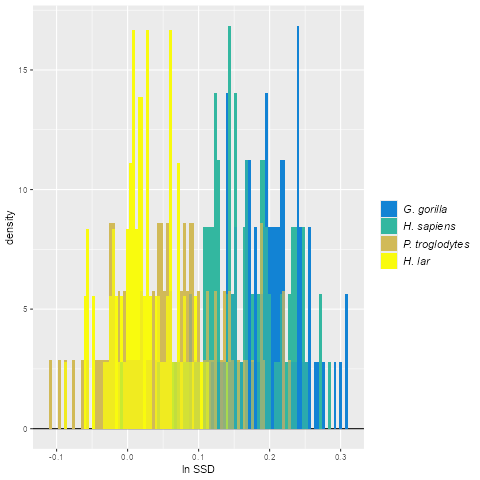 15
10
5
0
density
-0.1 0.0 0.1 0.2 0.3
ln SSD
G. gorilla
H. sapiens
P. troglodytes
H. lar